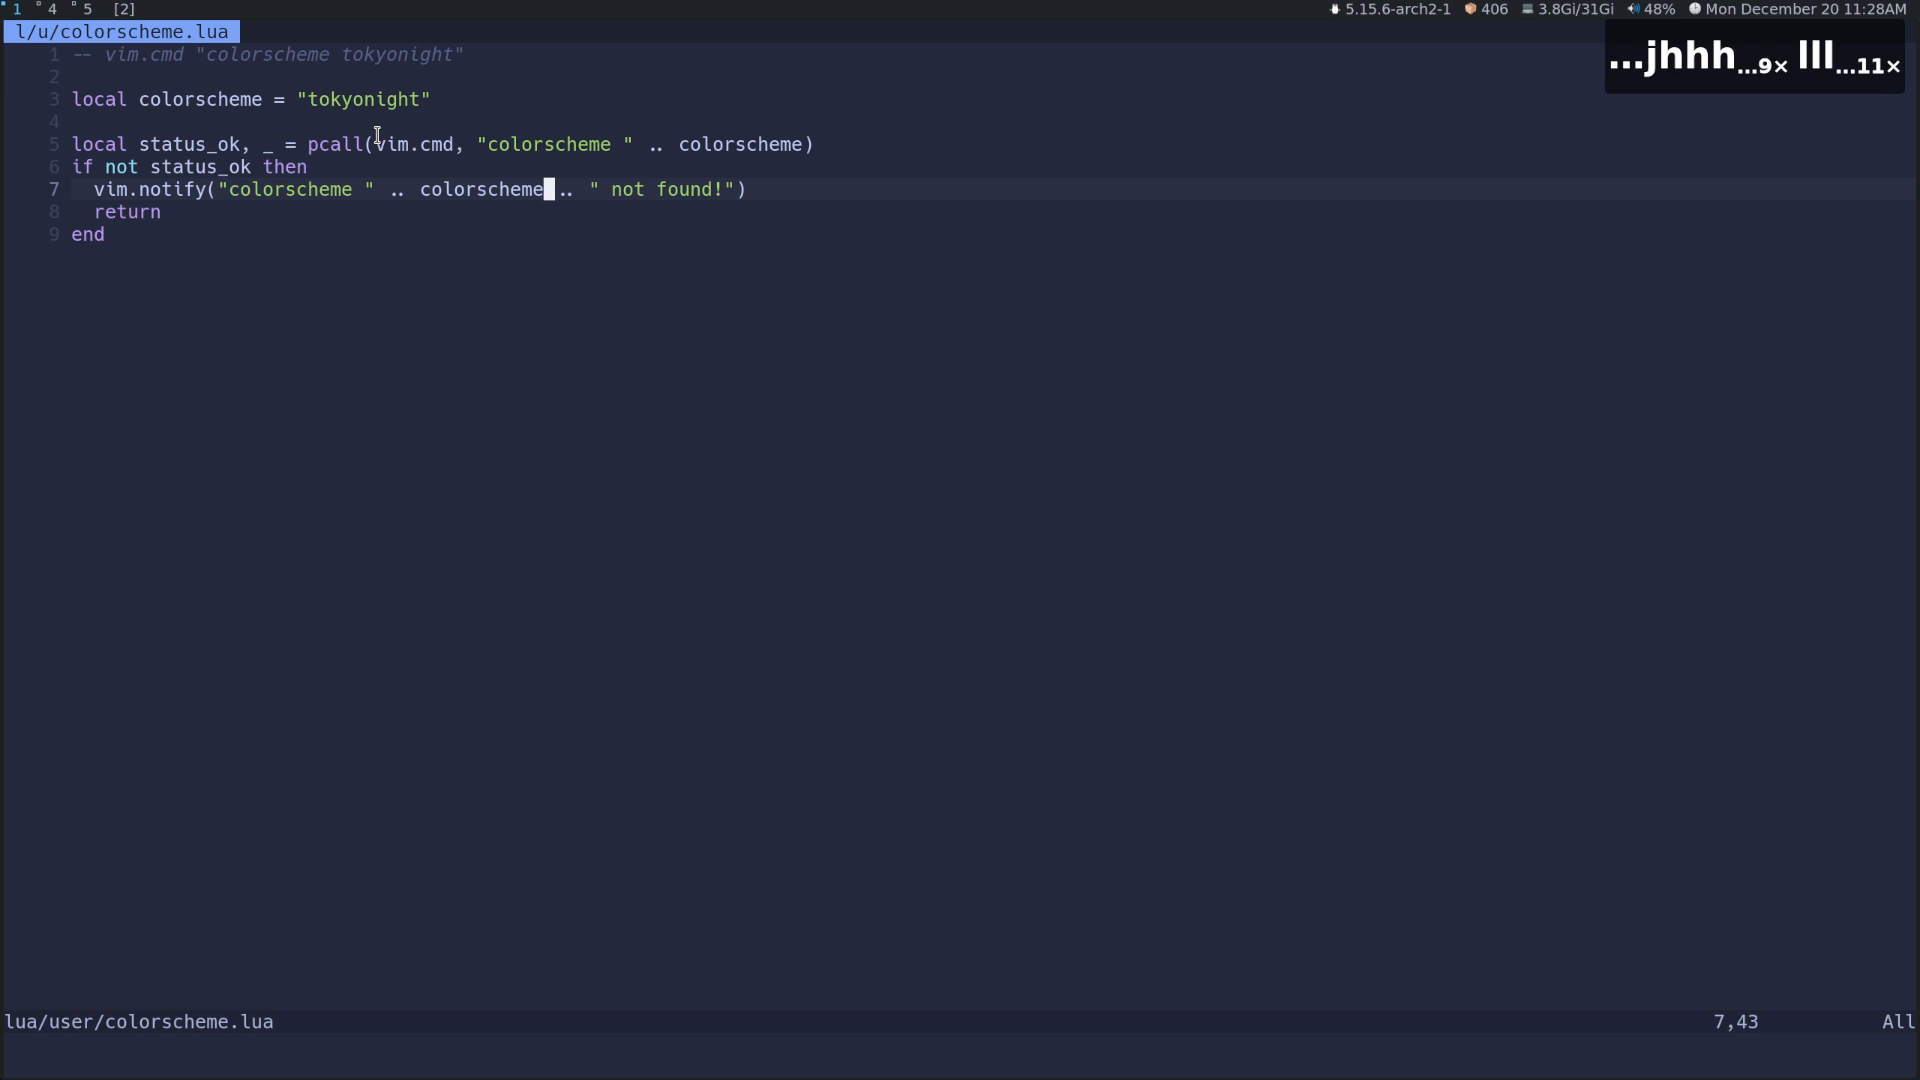 1 4 5 [2] 5.15.6-arch2-1 406 3.8Gi/31Gi 48% Mon December 20 11:28AM
l/u/colorscheme.lua
...jhhh...9× lll...11×
1 -- vim.cmd "colorscheme tokyonight"
2
3 local colorscheme = "tokyonight"
4
5 local status_ok, _ = pcall(vim.cmd, "colorscheme " .. colorscheme)
6 if not status_ok then
7   vim.notify("colorscheme " .. colorscheme .. " not found!")
8   return
9 end
lua/user/colorscheme.lua 7,43 All